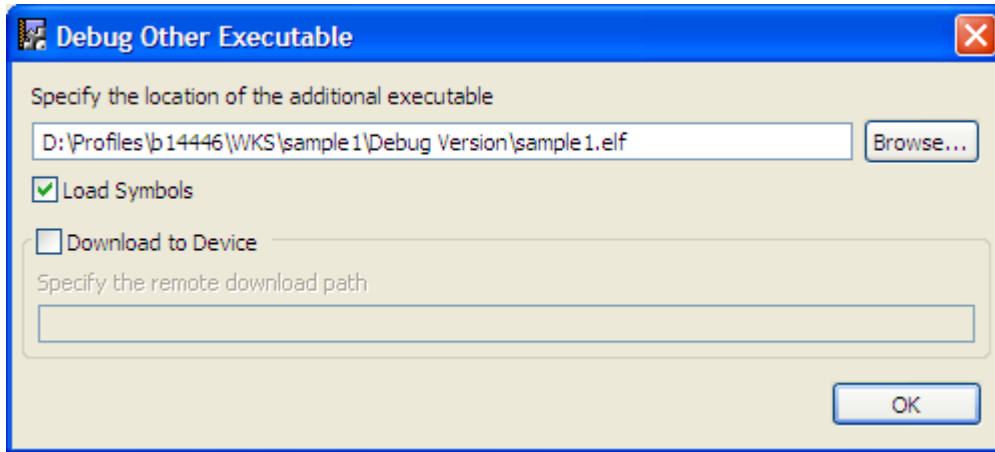 Debug Other Executable
Specify the location of the additional executable
D:\Profiles\b14446\WKS\sample1\Debug Version\sample1.elf
Browse...
Load Symbols
Download to Device
Specify the remote download path
OK